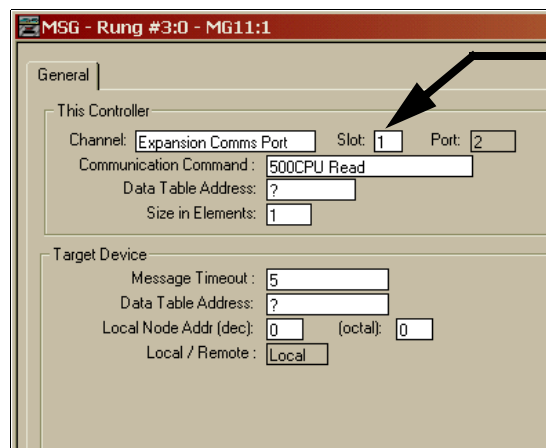 MSG - Rung #3:0 - MG11:1
General
This Controller
Channel: Expansion Comms Port Slot: 1 Port: 2
Communication Command : 500CPU Read
Data Table Address: ?
Size in Elements: 1
Target Device
Message Timeout : 5
Data Table Address: ?
Local Node Addr (dec): 0 (octal): 0
Local / Remote : Local